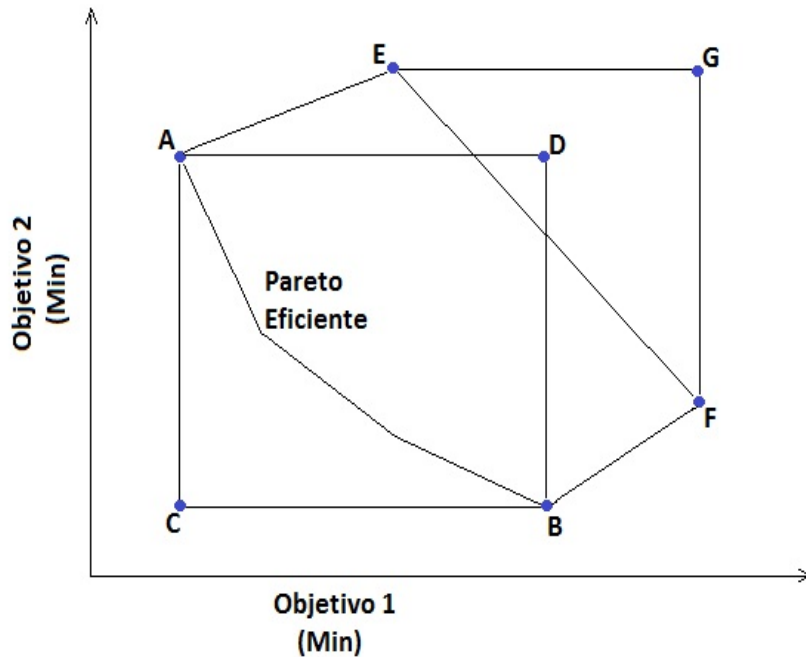 E
G
A
D
Objetivo 2
(Min)
Pareto
Eficiente
F
C
B
Objetivo 1
(Min)